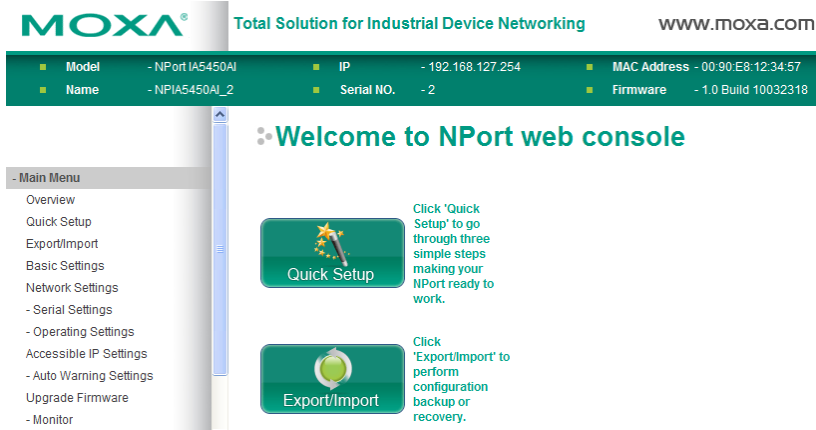 MOXA® Total Solution for Industrial Device Networking www.moxa.com
Model - NPort IA5450AI IP - 192.168.127.254 MAC Address - 00:90:E8:12:34:57
Name - NPIA5450AI_2 Serial NO. - 2 Firmware - 1.0 Build 10032318
Welcome to NPort web console
- Main Menu
Overview
Quick Setup
Export/Import
Basic Settings
Network Settings
- Serial Settings
- Operating Settings
Accessible IP Settings
- Auto Warning Settings
Upgrade Firmware
- Monitor
Quick Setup
Click 'Quick
Setup' to go
through three
simple steps
making your
NPort ready to
work.
Export/Import
Click
'Export/Import' to
perform
configuration
backup or
recovery.